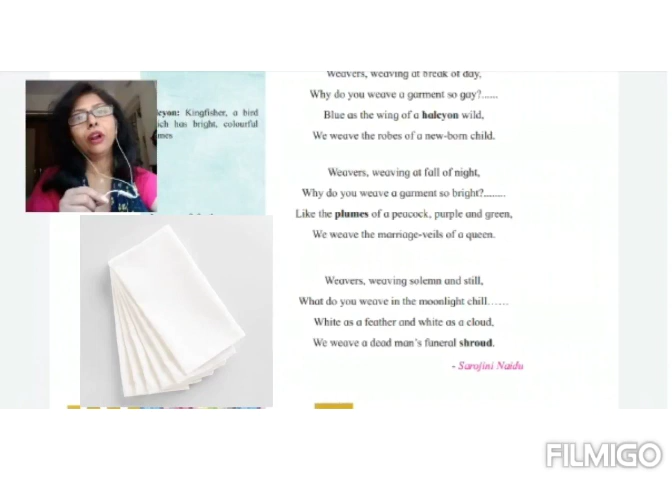 Weavers, weaving at break of day,
Why do you weave a garment so gay?......
Blue as the wing of a halcyon wild,
We weave the robes of a new-born child.
Weavers, weaving at fall of night,
Why do you weave a garment so bright?........
Like the plumes of a peacock, purple and green,
We weave the marriage-veils of a queen.
Weavers, weaving solemn and still,
What do you weave in the moonlight chill......
White as a feather and white as a cloud,
We weave a dead man's funeral shroud.
- Sarojini Naidu
Kingfisher, a bird
has bright, colourful
FILMIGO